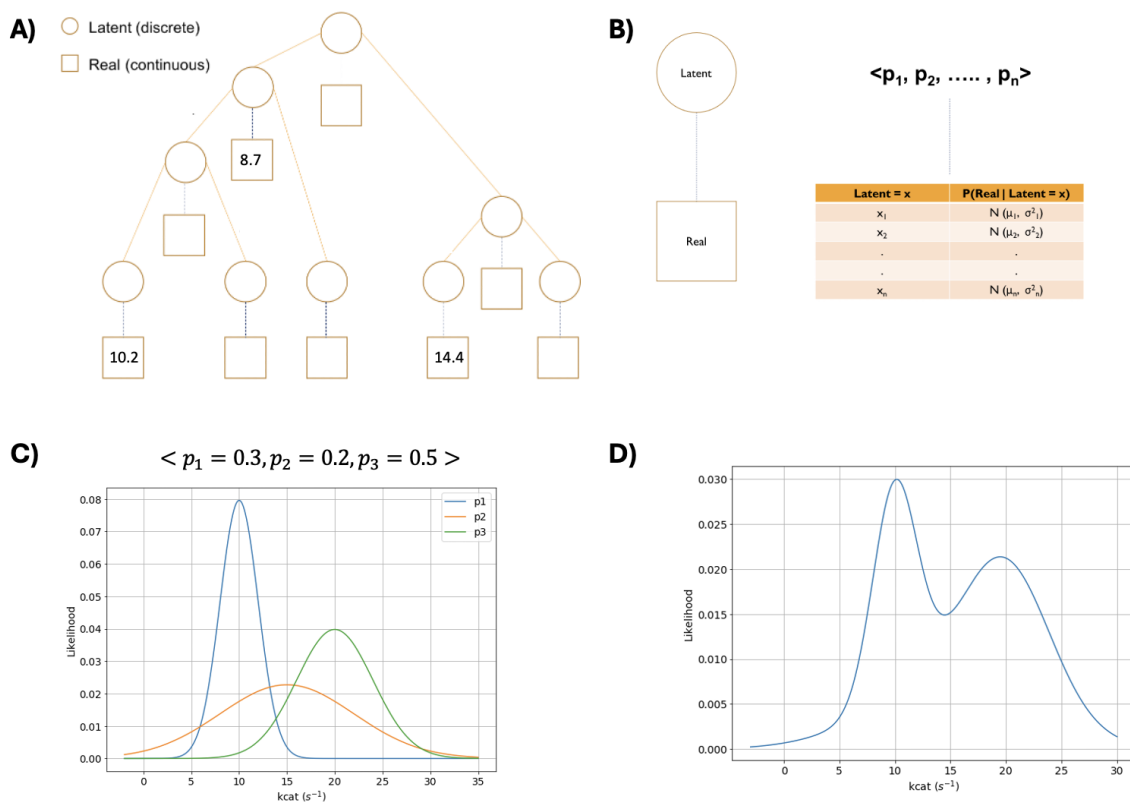 A)
Latent (discrete)
Real (continuous)
8.7
10.2
14.4
B)
Latent
Real
<p₁, p₂, ….. , pₙ>
Latent = x P(Real | Latent = x)
x₁ N (μ₁, σ²₁)
x₂ N (μ₂, σ²₂)
. .
. .
xₙ N (μₙ, σ²ₙ)
C)
< 𝑝₁ = 0.3, 𝑝₂ = 0.2, 𝑝₃ = 0.5 >
p1
p2
p3
0.08
0.07
0.06
0.05
0.04
0.03
0.02
0.01
0.00
Likelihood
0 5 10 15 20 25 30 35
kcat (s⁻¹)
D)
0.030
0.025
0.020
0.015
0.010
0.005
0.000
Likelihood
0 5 10 15 20 25 30
kcat (s⁻¹)